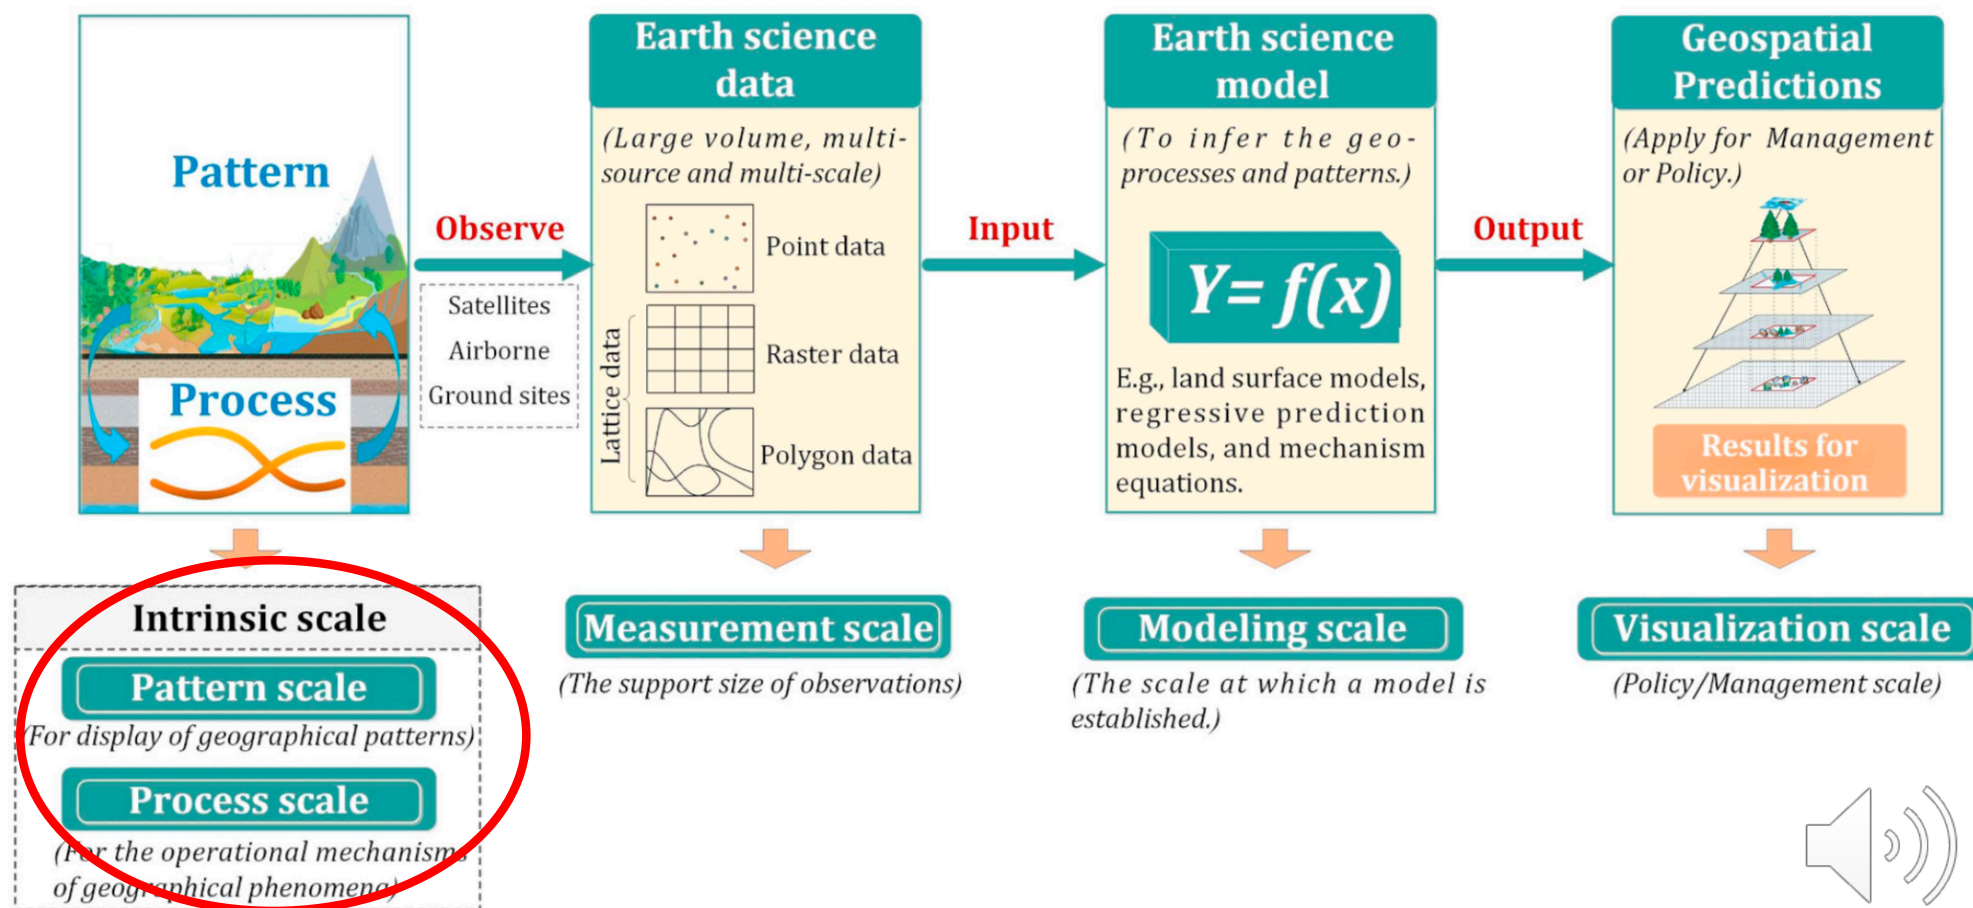 Pattern
Process
Observe
Satellites
Airborne
Ground sites
Earth science
data
(Large volume, multi-
source and multi-scale)
Point data
Lattice data
Raster data
Polygon data
Input
Earth science
model
(To infer the geo-
processes and patterns.)
Y= f(x)
E.g., land surface models,
regressive prediction
models, and mechanism
equations.
Output
Geospatial
Predictions
(Apply for Management
or Policy.)
Results for
visualization
Intrinsic scale
Pattern scale
(For display of geographical patterns)
Process scale
(For the operational mechanisms
of geographical phenomena)
Measurement scale
(The support size of observations)
Modeling scale
(The scale at which a model is
established.)
Visualization scale
(Policy/Management scale)